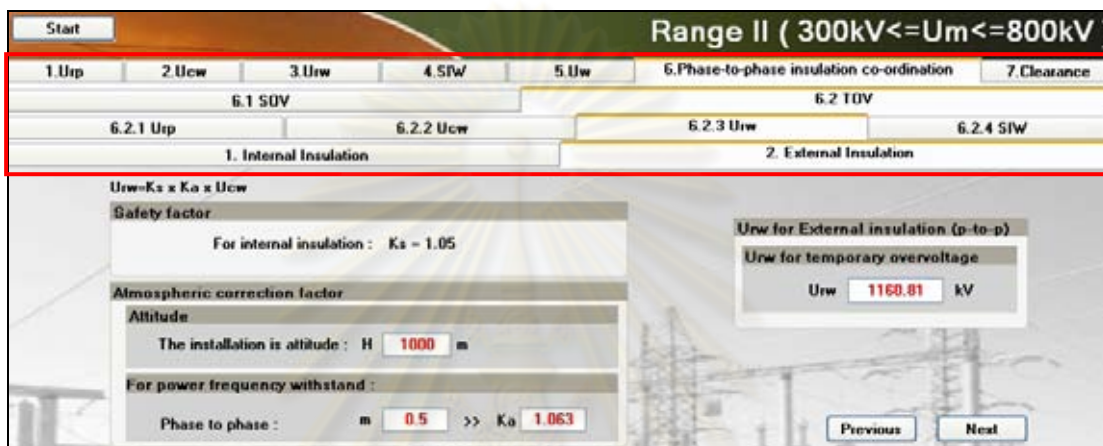 Start
Range II ( 300kV<=Um<=800kV )
1.Urp 2.Ucw 3.Urw 4.SIW 5.Uw 6.Phase-to-phase insulation co-ordination 7.Clearance
6.1 SOV 6.2 TOV
6.2.1 Urp 6.2.2 Ucw 6.2.3 Urw 6.2.4 SIW
1. Internal Insulation 2. External Insulation
Urw=Ks x Ka x Ucw
Safety factor
For internal insulation : Ks = 1.05
Urw for External insulation (p-to-p)
Urw for temporary overvoltage
Urw 1160.81 kV
Atmospheric correction factor
Attitude
The installation is attitude : H 1000 m
For power frequency withstand :
Phase to phase : m 0.5 >> Ka 1.063
Previous Next